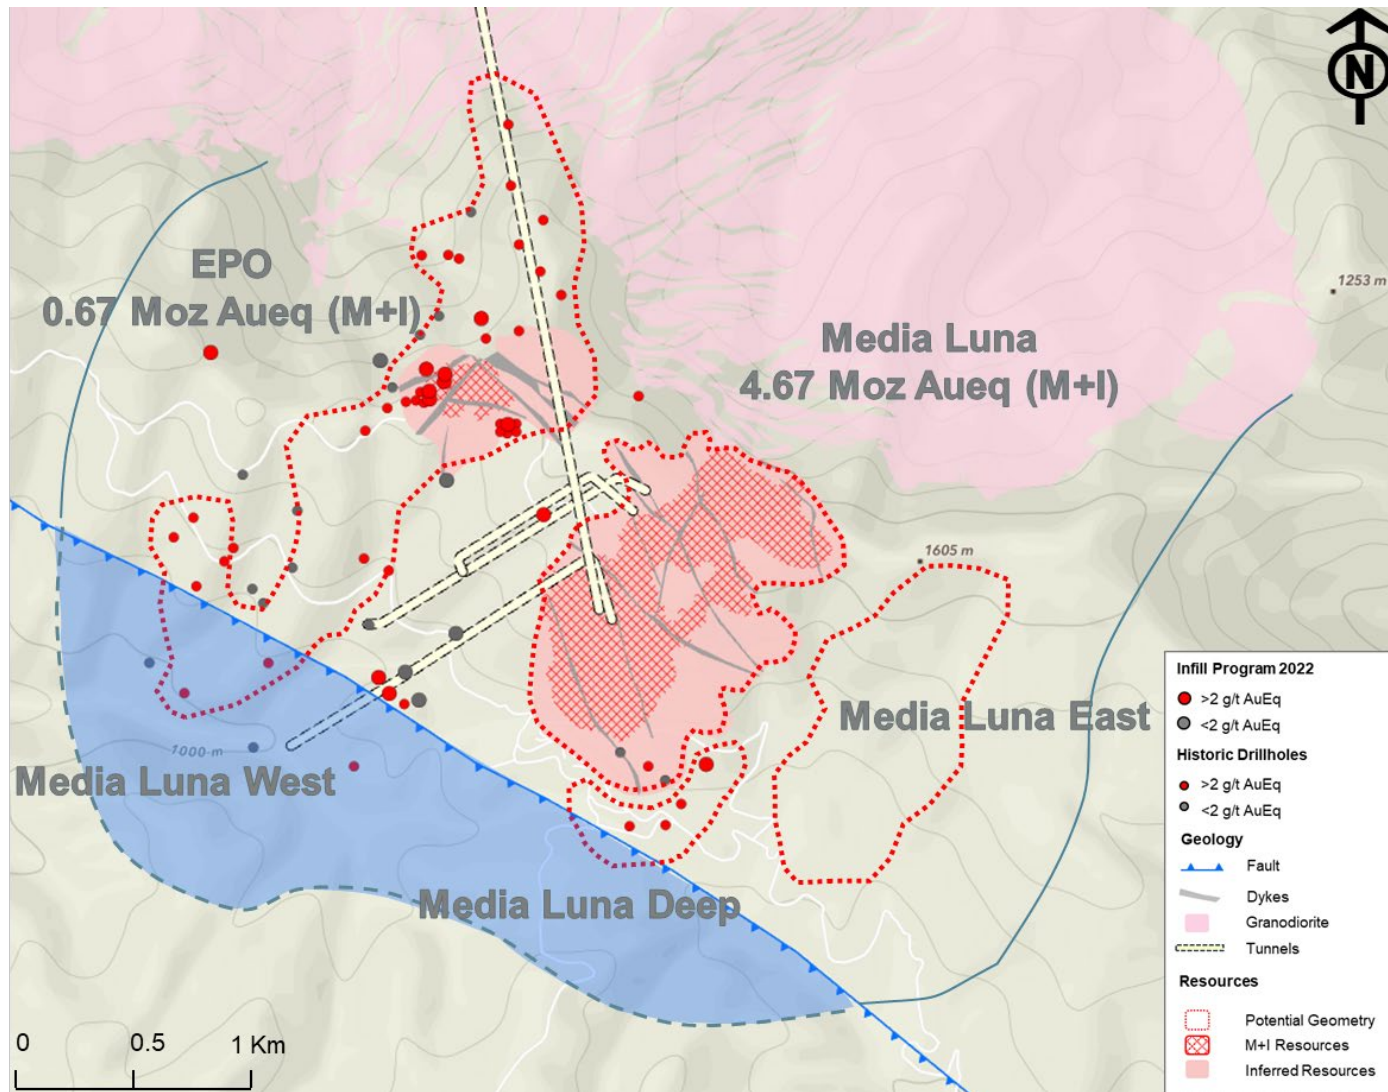 N
1253 m
EPO
0.67 Moz Aueq (M+I)
Media Luna
4.67 Moz Aueq (M+I)
1605 m
Media Luna East
1000 m
Media Luna West
Media Luna Deep
0 0.5 1 Km
Infill Program 2022
>2 g/t AuEq
<2 g/t AuEq
Historic Drillholes
>2 g/t AuEq
<2 g/t AuEq
Geology
Fault
Dykes
Granodiorite
Tunnels
Resources
Potential Geometry
M+I Resources
Inferred Resources